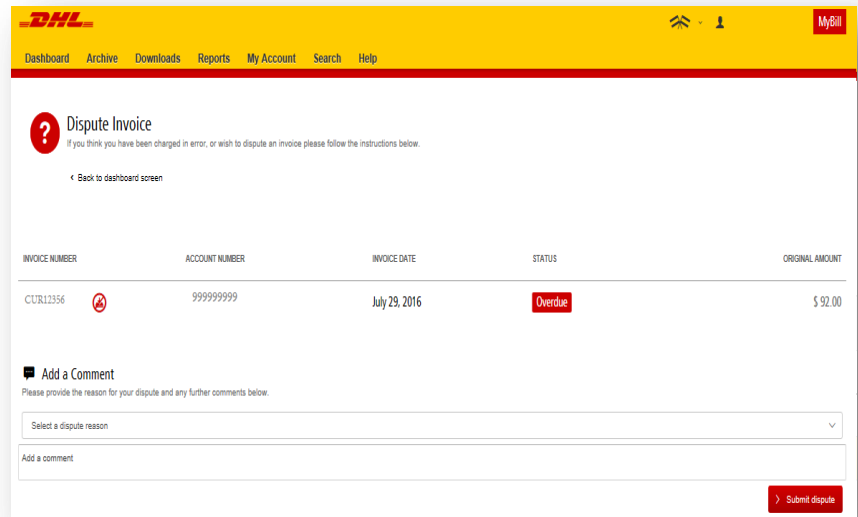 DHL
MyBill
Dashboard Archive Downloads Reports My Account Search Help
?
Dispute Invoice
If you think you have been charged in error, or wish to dispute an invoice please follow the instructions below.
Back to dashboard screen
INVOICE NUMBER ACCOUNT NUMBER INVOICE DATE STATUS ORIGINAL AMOUNT
CUR12356 999999999 July 29, 2016 Overdue $ 92.00
Add a Comment
Please provide the reason for your dispute and any further comments below.
Select a dispute reason
Add a comment
Submit dispute